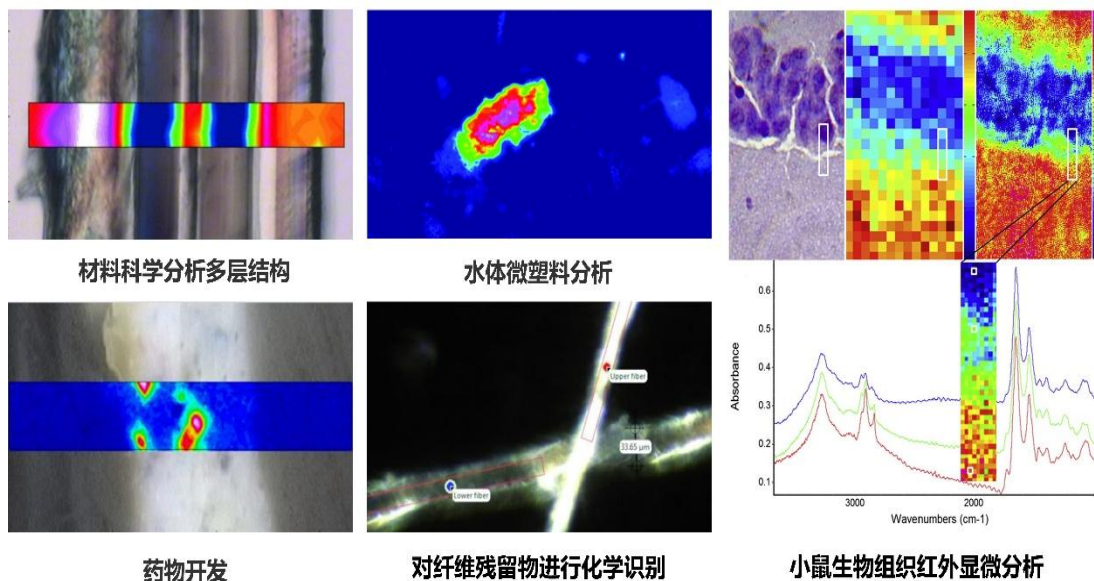 材料科学分析多层结构
水体微塑料分析
药物开发
Upper fiber
33.65 µm
Lower fiber
对纤维残留物进行化学识别
Absorbance
0.6
0.5
0.4
0.3
0.2
0.1
3000
2000
Wavenumbers (cm-1)
小鼠生物组织红外显微分析